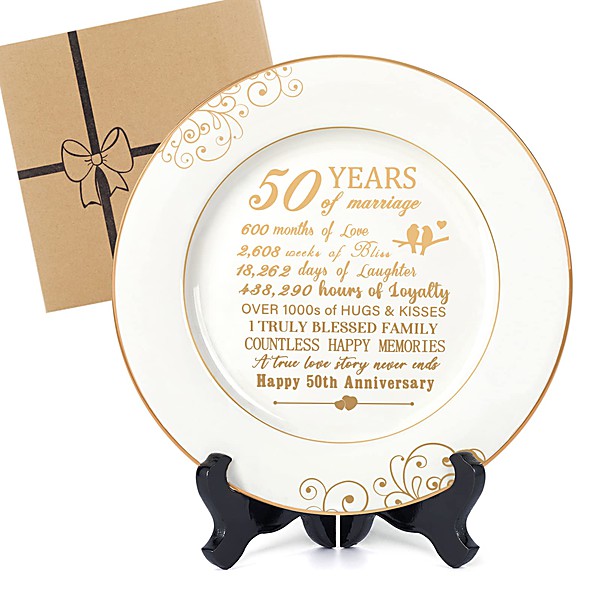 50 YEARS
of marriage
600 months of Love
2,608 weeks of Bliss
18,262 days of Laughter
438,290 hours of Loyalty
OVER 1000s of HUGS & KISSES
1 TRULY BLESSED FAMILY
COUNTLESS HAPPY MEMORIES
A true love story never ends
Happy 50th Anniversary